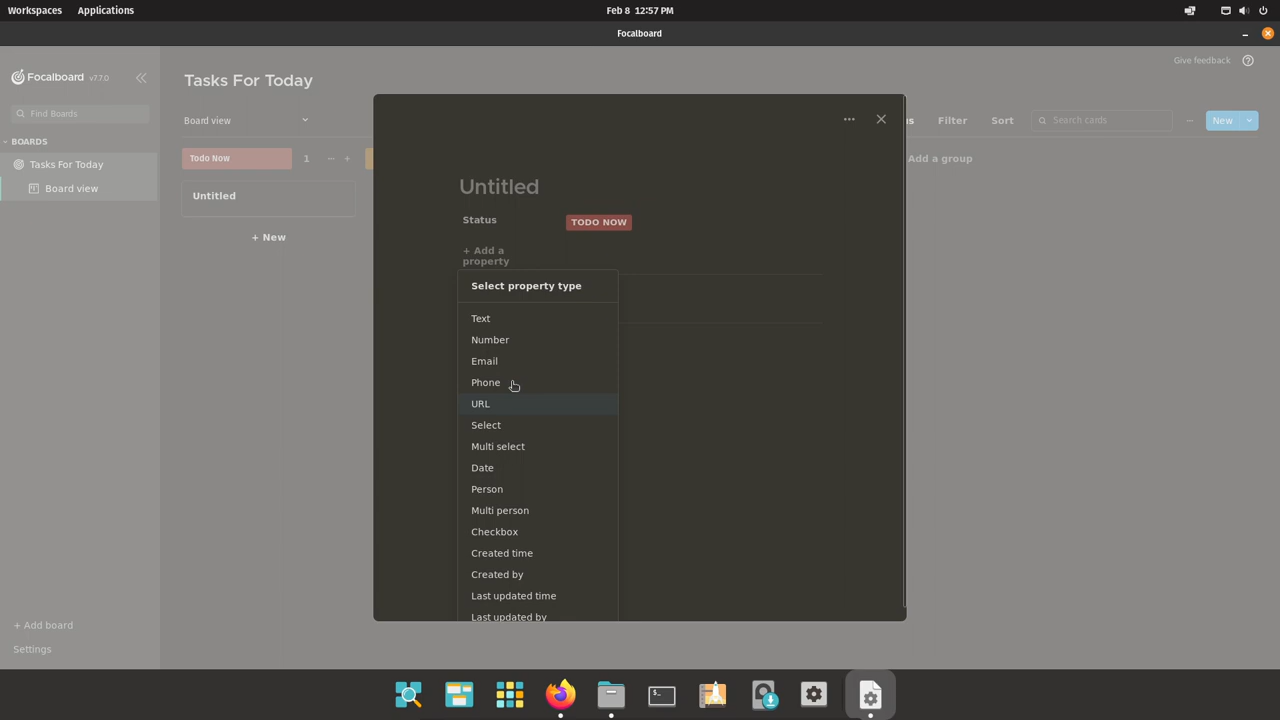 Workspaces Applications Feb 8 12:57 PM
Focalboard
Focalboard v7.7.0
Find Boards
BOARDS
Tasks For Today
Board view
+ Add board
Settings
Tasks For Today
Give feedback
Board view
us Filter Sort Search cards New
Todo Now 1
Add a group
Untitled
+ New
Untitled
Status TODO NOW
+ Add a
property
Select property type
Text
Number
Email
Phone
URL
Select
Multi select
Date
Person
Multi person
Checkbox
Created time
Created by
Last updated time
Last updated by